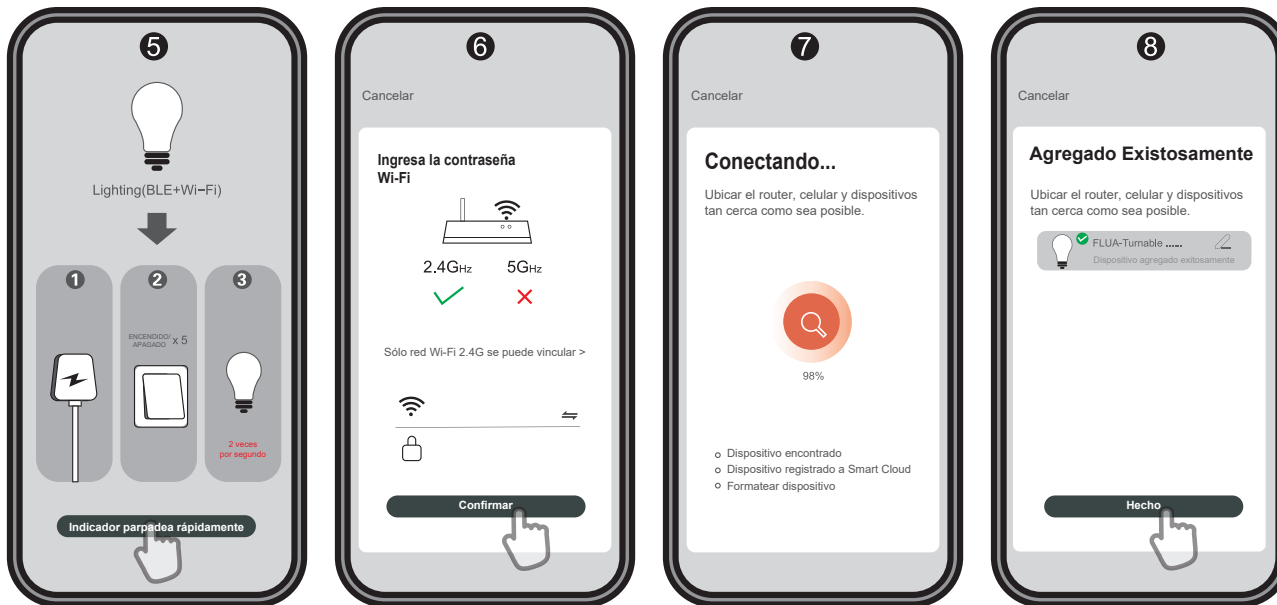 5
Lighting(BLE+Wi-Fi)
1
2
3
ENCENDIDO/
APAGADO x 5
2 veces
por segundo
Indicador parpadea rápidamente
6
Cancelar
Ingresa la contraseña
Wi-Fi
2.4GHz 5GHz
Sólo red Wi-Fi 2.4G se puede vincular >
Confirmar
7
Cancelar
Conectando...
Ubicar el router, celular y dispositivos
tan cerca como sea posible.
98%
Dispositivo encontrado
Dispositivo registrado a Smart Cloud
Formatear dispositivo
8
Cancelar
Agregado Existosamente
Ubicar el router, celular y dispositivos
tan cerca como sea posible.
FLUA-Turnable ......
Dispositivo agregado exitosamente
Hecho